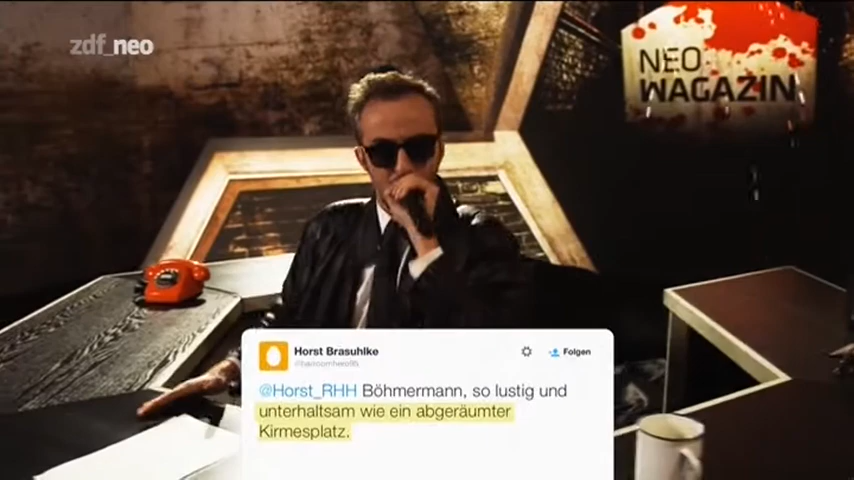 zdf_neo
NEO
MAGAZIN
Horst Brasuhlke
Folgen
@Horst_RHH Böhmermann, so lustig und
unterhaltsam wie ein abgeräumter
Kirmesplatz.